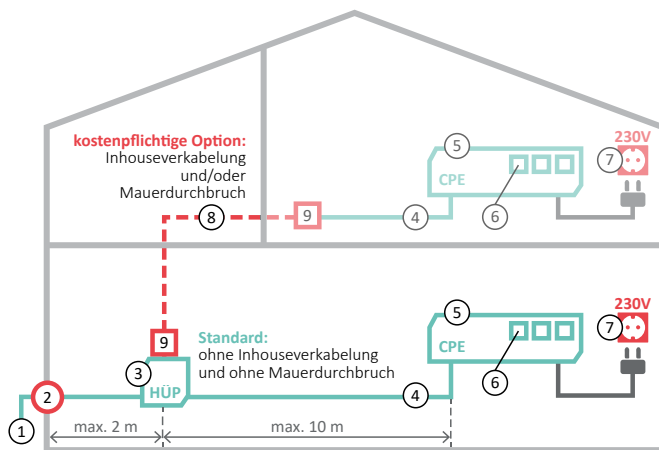 kostenpflichtige Option:
Inhouseverkabelung
und/oder
Mauerdurchbruch
5
CPE
6
230V
7
8
9
4
Standard:
ohne Inhouseverkabelung
und ohne Mauerdurchbruch
9
3
HÜP
5
CPE
6
230V
7
2
4
1
max. 2 m
max. 10 m